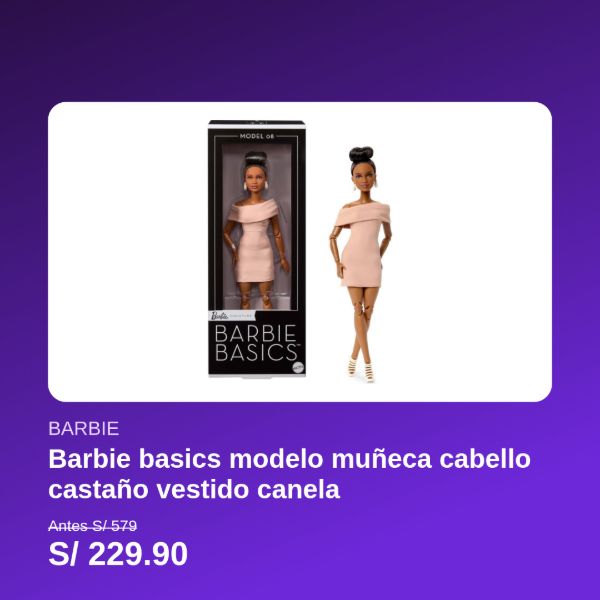 MODEL 08
Barbie
BARBIE
BASICS
BARBIE
Barbie basics modelo muñeca cabello
castaño vestido canela
Antes S/ 579
S/ 229.90